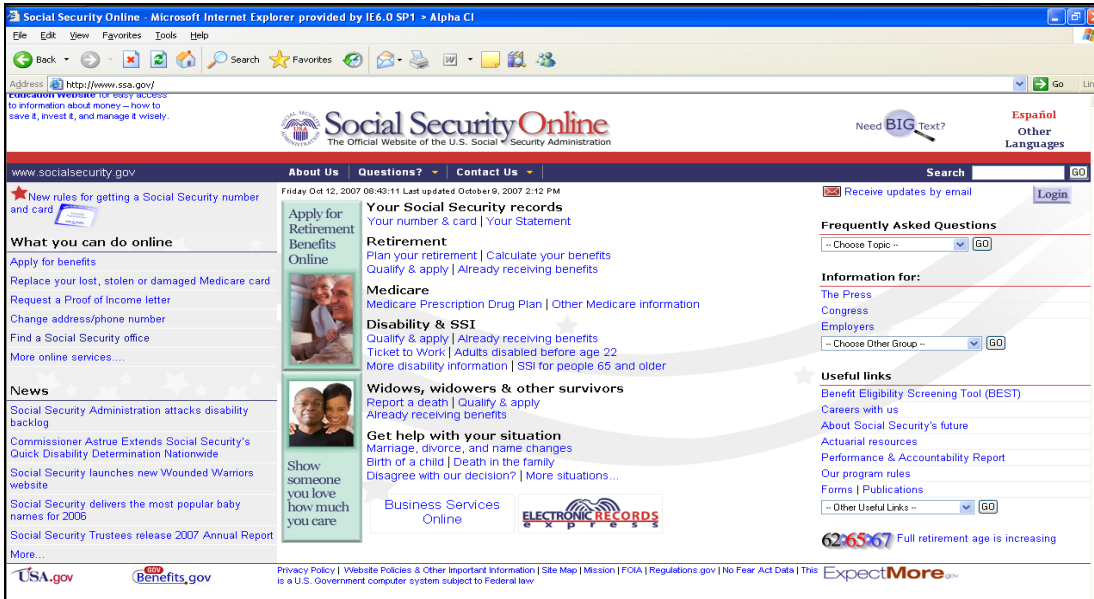 Social Security Online - Microsoft Internet Explorer provided by IE6.0 SP1 > Alpha CI
File Edit View Favorites Tools Help
Back Search Favorites
Address http://www.ssa.gov/ Go Lin
Education Website for easy access
to information about money -- how to
save it, invest it, and manage it wisely.
SOCIAL SECURITY ADMINISTRATION
USA
Social Security Online
The Official Website of the U.S. Social Security Administration
Need BIG Text?
Español
Other
Languages
www.socialsecurity.gov
About Us | Questions? | Contact Us
Search GO
New rules for getting a Social Security number
and card
What you can do online
Apply for benefits
Replace your lost, stolen or damaged Medicare card
Request a Proof of Income letter
Change address/phone number
Find a Social Security office
More online services....
News
Social Security Administration attacks disability
backlog
Commissioner Astrue Extends Social Security's
Quick Disability Determination Nationwide
Social Security launches new Wounded Warriors
website
Social Security delivers the most popular baby
names for 2006
Social Security Trustees release 2007 Annual Report
More...
Friday Oct 12, 2007 08:43:11 Last updated October 9, 2007 2:12 PM
Apply for
Retirement
Benefits
Online
Show
someone
you love
how much
you care
Your Social Security records
Your number & card | Your Statement
Retirement
Plan your retirement | Calculate your benefits
Qualify & apply | Already receiving benefits
Medicare
Medicare Prescription Drug Plan | Other Medicare information
Disability & SSI
Qualify & apply | Already receiving benefits
Ticket to Work | Adults disabled before age 22
More disability information | SSI for people 65 and older
Widows, widowers & other survivors
Report a death | Qualify & apply
Already receiving benefits
Get help with your situation
Marriage, divorce, and name changes
Birth of a child | Death in the family
Disagree with our decision? | More situations...
Business Services
Online
ELECTRONIC RECORDS
express
Receive updates by email
Login
Frequently Asked Questions
-- Choose Topic -- GO
Information for:
The Press
Congress
Employers
-- Choose Other Group -- GO
Useful links
Benefit Eligibility Screening Tool (BEST)
Careers with us
About Social Security's future
Actuarial resources
Performance & Accountability Report
Our program rules
Forms | Publications
-- Other Useful Links -- GO
62 65 67 Full retirement age is increasing
USA.gov
GOV
Benefits.gov
Privacy Policy | Website Policies & Other Important Information | Site Map | Mission | FOIA | Regulations.gov | No Fear Act Data | This
is a U.S. Government computer system subject to Federal law
ExpectMore.gov